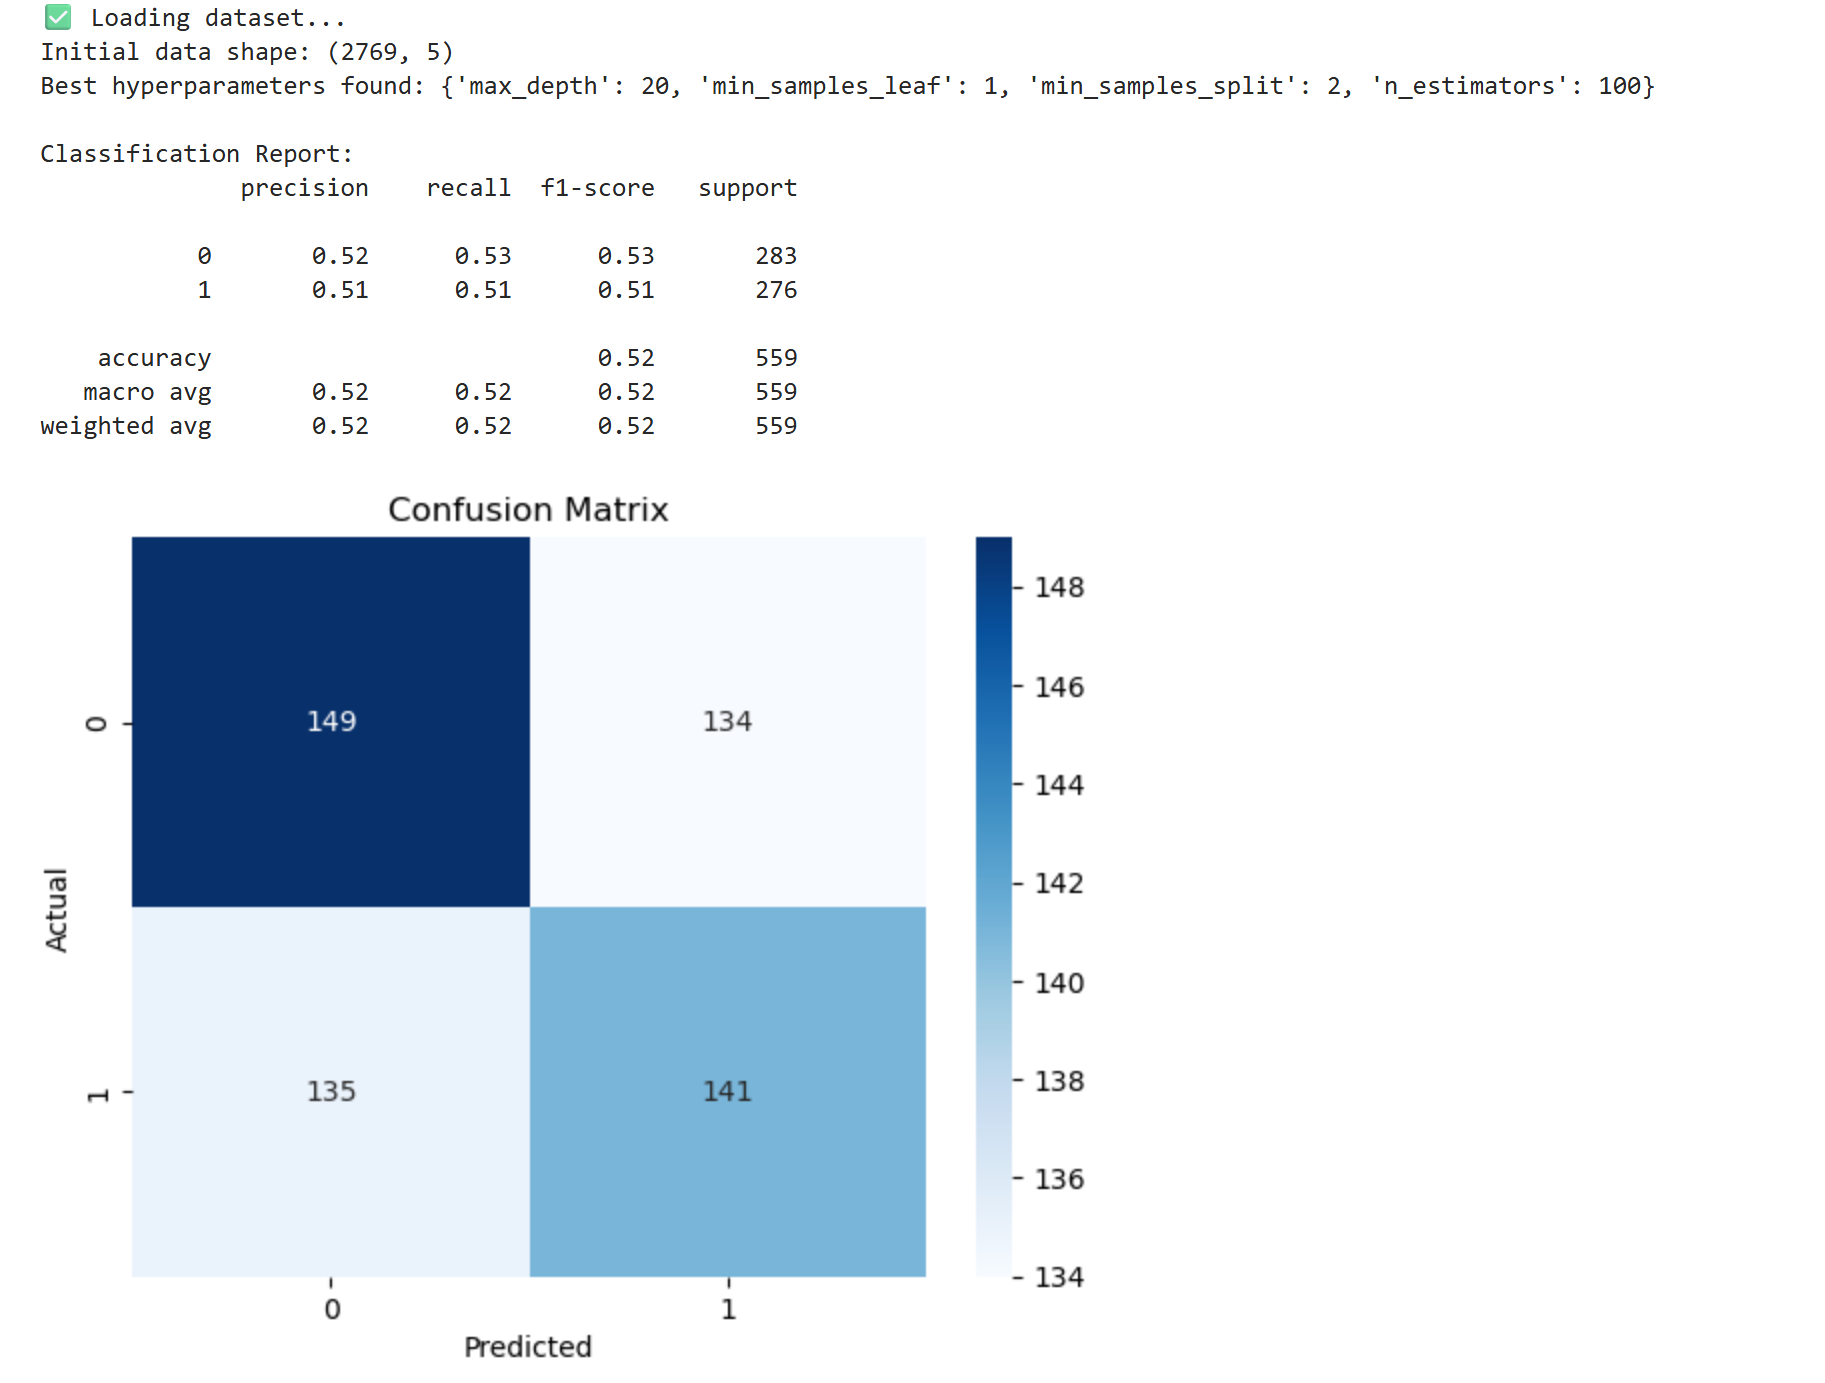 ✅ Loading dataset...
Initial data shape: (2769, 5)
Best hyperparameters found: {'max_depth': 20, 'min_samples_leaf': 1, 'min_samples_split': 2, 'n_estimators': 100}
Classification Report:
precision recall f1-score support
0 0.52 0.53 0.53 283
1 0.51 0.51 0.51 276
accuracy 0.52 559
macro avg 0.52 0.52 0.52 559
weighted avg 0.52 0.52 0.52 559
Confusion Matrix
149 134
135 141
0
1
Actual
0 1
Predicted
148
146
144
142
140
138
136
134